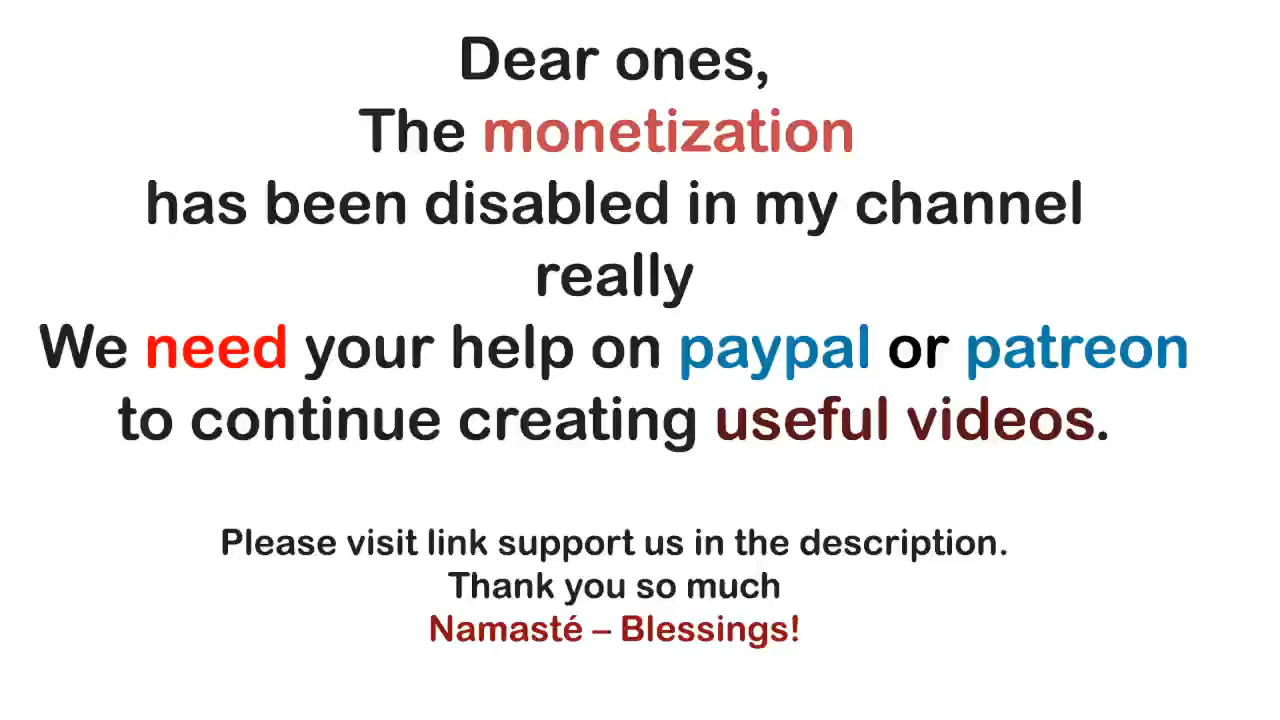 Dear ones,
The monetization
has been disabled in my channel
really
We need your help on paypal or patreon
to continue creating useful videos.
Please visit link support us in the description.
Thank you so much
Namasté – Blessings!